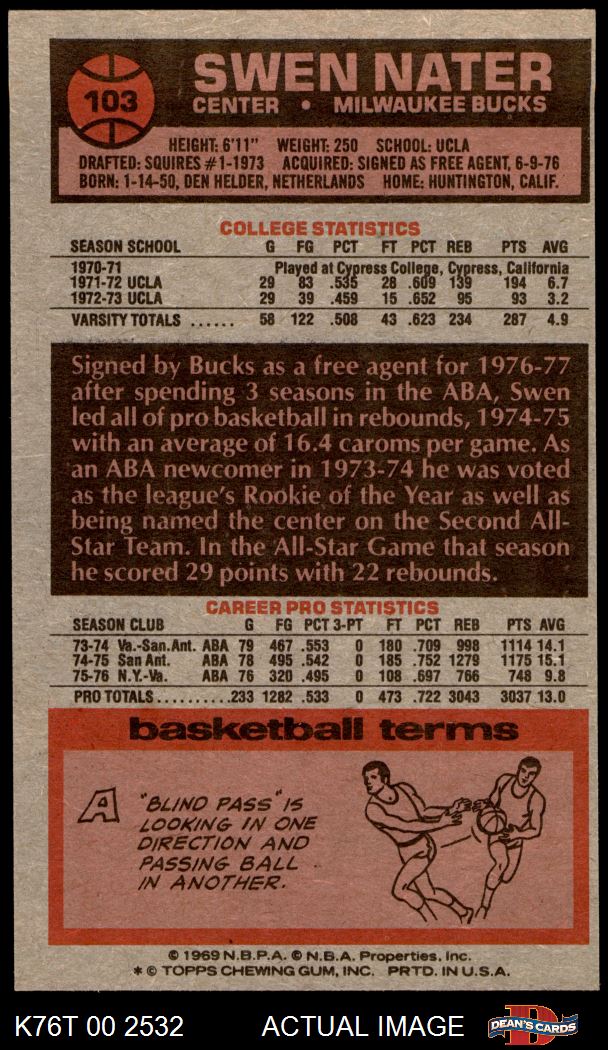 103
SWEN NATER
CENTER • MILWAUKEE BUCKS
HEIGHT: 6'11" WEIGHT: 250 SCHOOL: UCLA
DRAFTED: SQUIRES #1-1973 ACQUIRED: SIGNED AS FREE AGENT, 6-9-76
BORN: 1-14-50, DEN HELDER, NETHERLANDS HOME: HUNTINGTON, CALIF.
COLLEGE STATISTICS
SEASON SCHOOL G FG PCT FT PCT REB PTS AVG
1970-71 Played at Cypress College, Cypress, California
1971-72 UCLA 29 83 .535 28 .609 139 194 6.7
1972-73 UCLA 29 39 .459 15 .652 95 93 3.2
VARSITY TOTALS ...... 58 122 .508 43 .623 234 287 4.9
Signed by Bucks as a free agent for 1976-77
after spending 3 seasons in the ABA, Swen
led all of pro basketball in rebounds, 1974-75
with an average of 16.4 caroms per game. As
an ABA newcomer in 1973-74 he was voted
as the league's Rookie of the Year as well as
being named the center on the Second All-
Star Team. In the All-Star Game that season
he scored 29 points with 22 rebounds.
CAREER PRO STATISTICS
SEASON CLUB G FG PCT 3-PT FT PCT REB PTS AVG
73-74 Va.-San.Ant. ABA 79 467 .553 0 180 .709 998 1114 14.1
74-75 San Ant. ABA 78 495 .542 0 185 .752 1279 1175 15.1
75-76 N.Y.-Va. ABA 76 320 .495 0 108 .697 766 748 9.8
PRO TOTALS..........233 1282 .533 0 473 .722 3043 3037 13.0
basketball terms
A "BLIND PASS" IS
LOOKING IN ONE
DIRECTION AND
PASSING BALL
IN ANOTHER.
© 1969 N.B.P.A. © N.B.A. Properties, Inc.
* © TOPPS CHEWING GUM, INC. PRTD. IN U.S.A.
K76T 00 2532 ACTUAL IMAGE D DEAN'S CARDS